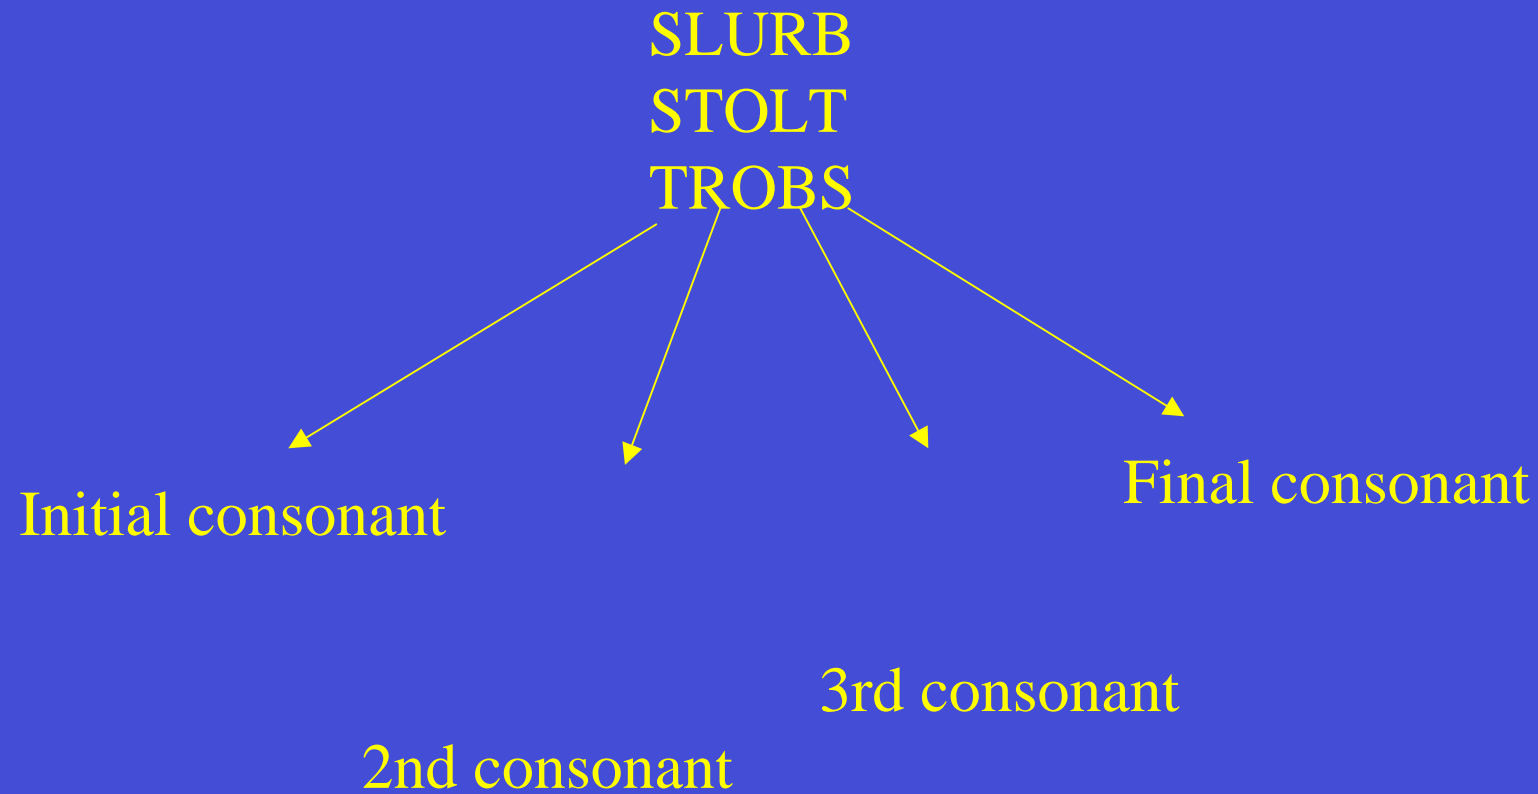 SLURB
STOLT
TROBS
Initial consonant
Final consonant
3rd consonant
2nd consonant